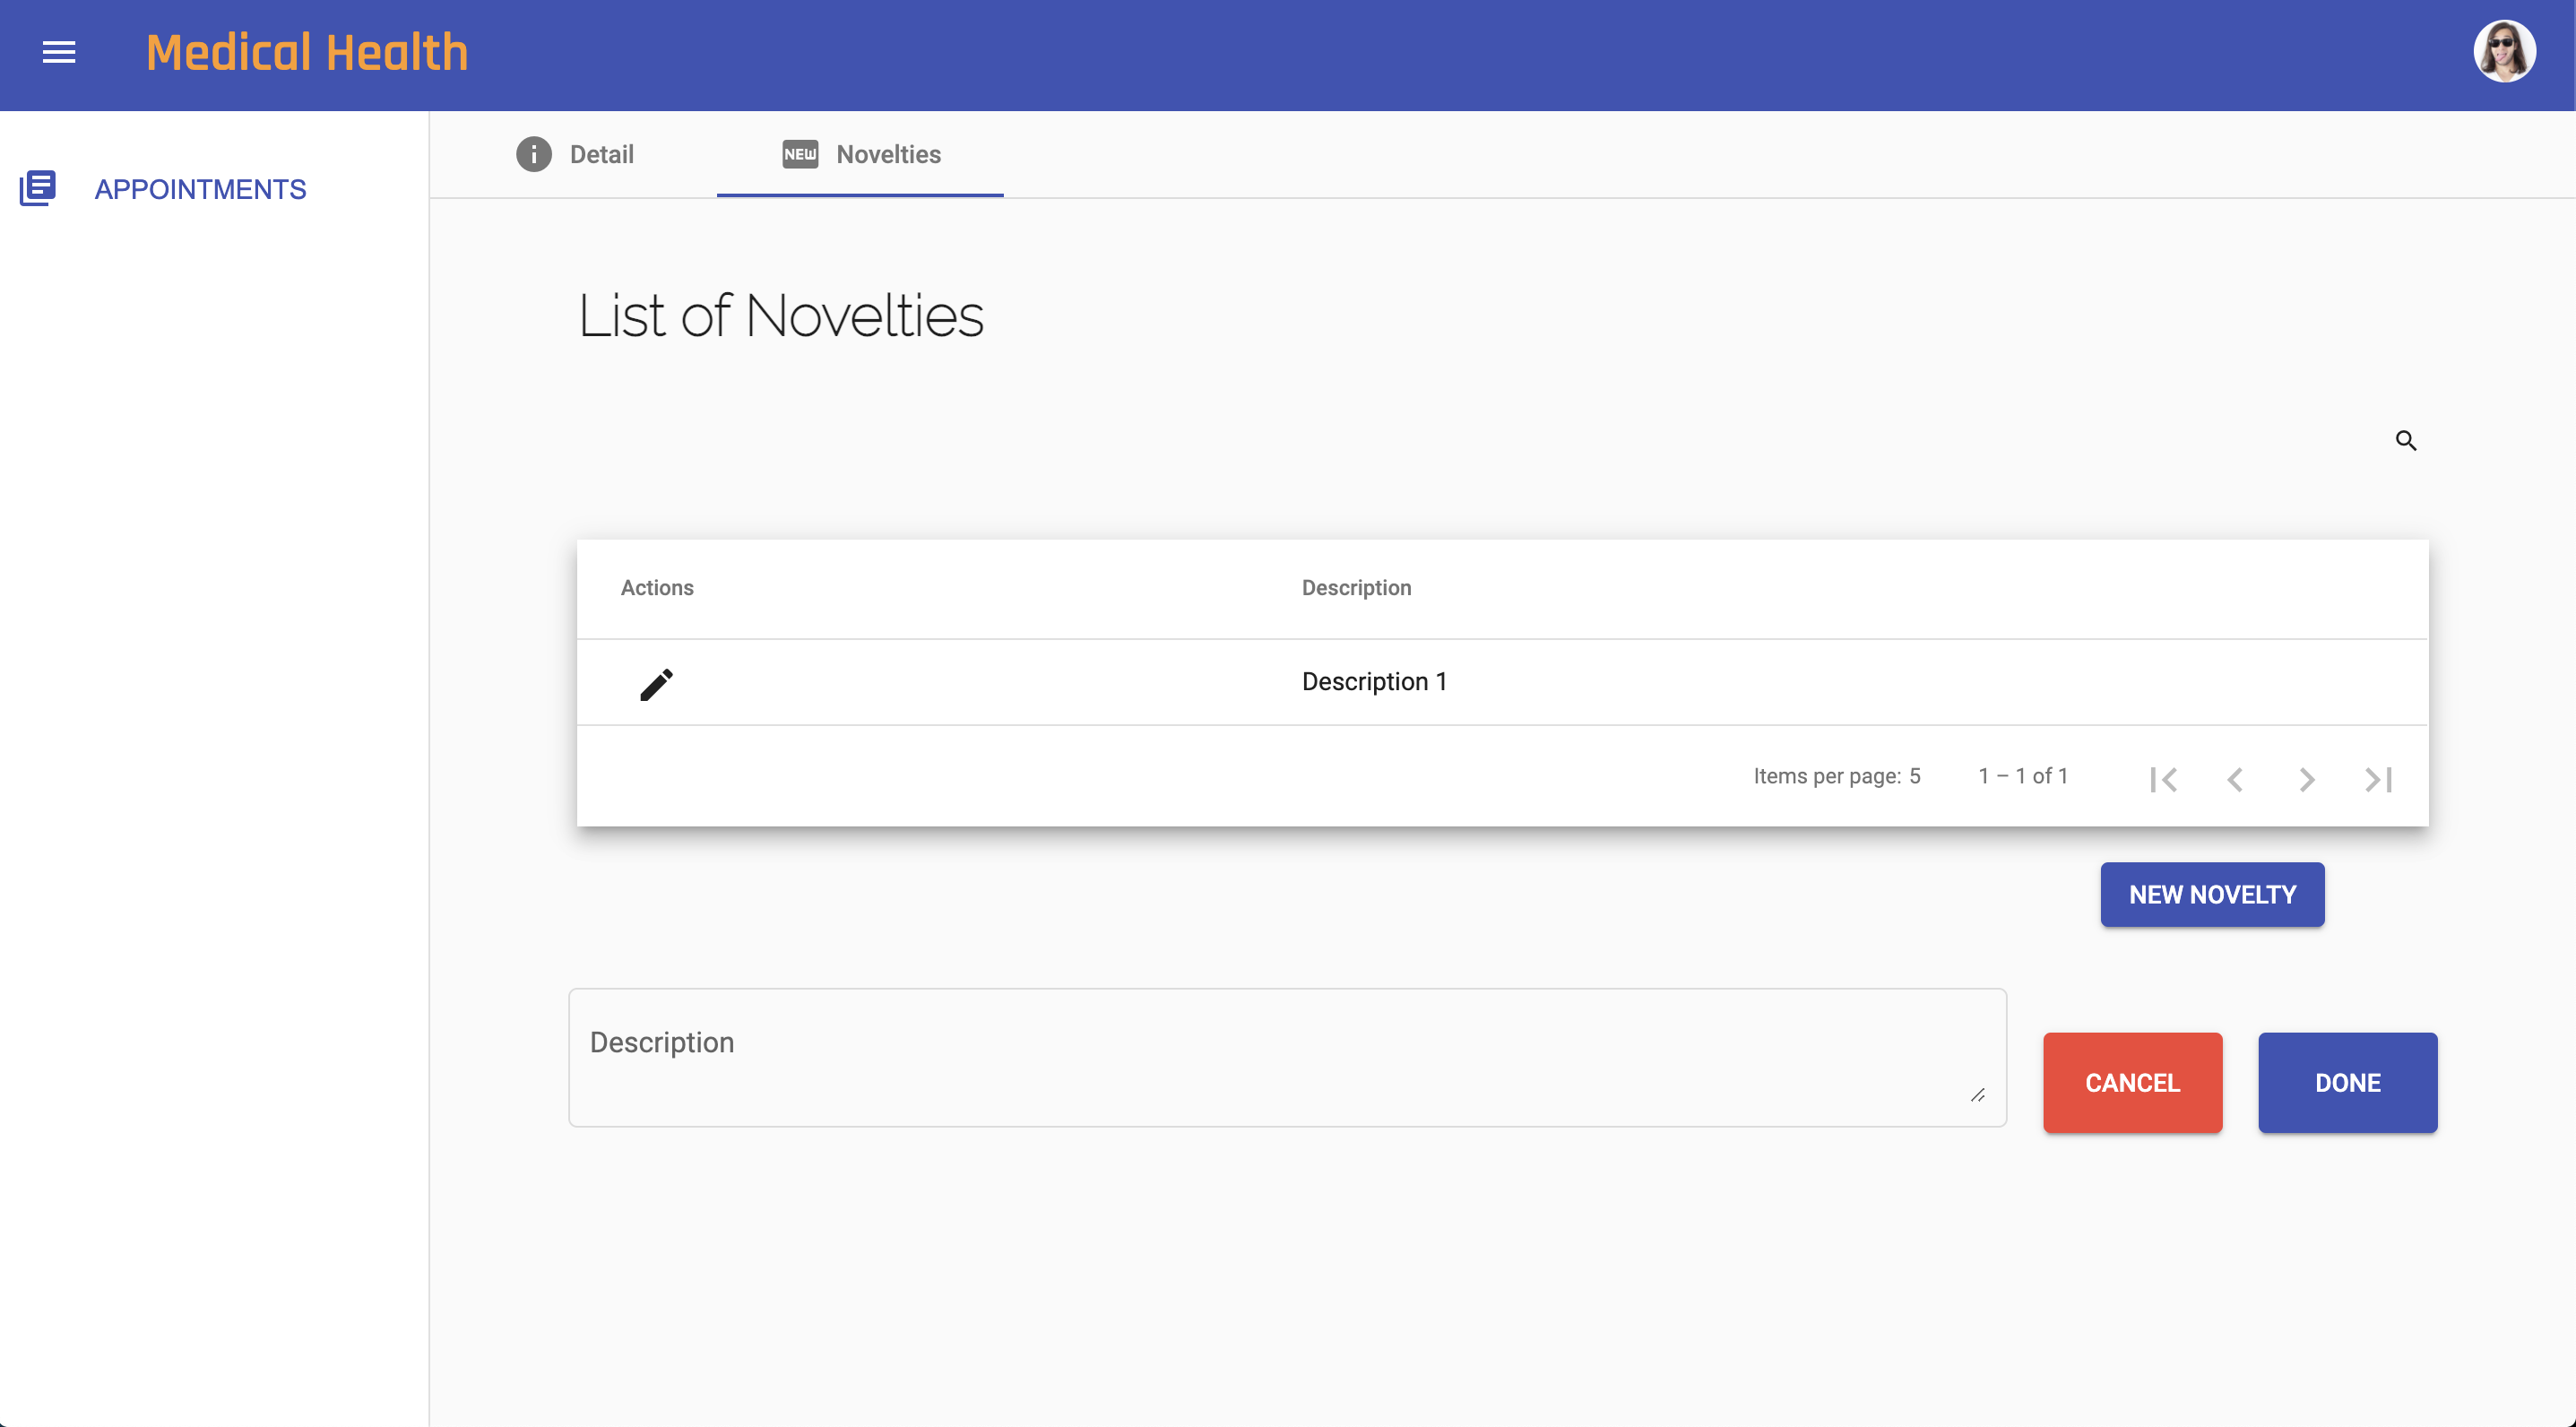 Medical Health
APPOINTMENTS
Detail
NEW Novelties
List of Novelties
Actions Description
Description 1
Items per page: 5 1 – 1 of 1
NEW NOVELTY
Description
CANCEL DONE